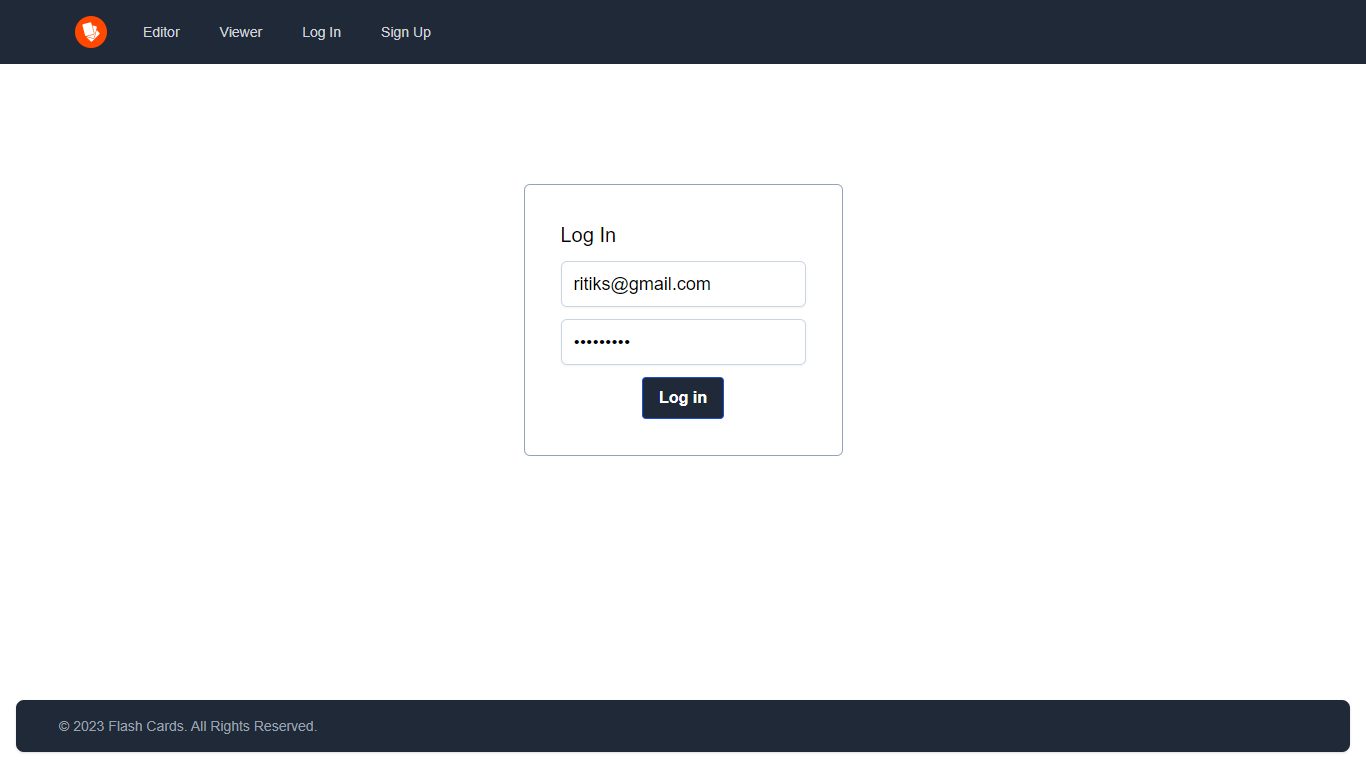 Editor Viewer Log In Sign Up
Log In
ritiks@gmail.com
•••••••••
Log in
© 2023 Flash Cards. All Rights Reserved.